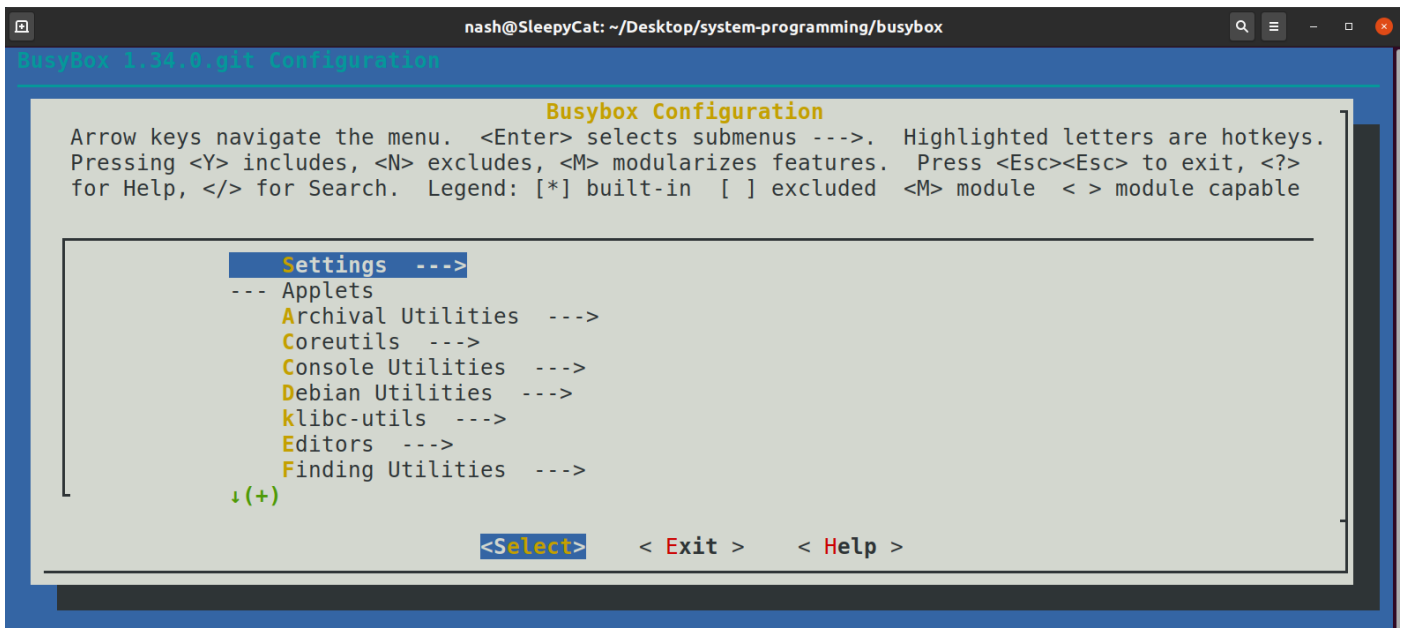 nash@SleepyCat: ~/Desktop/system-programming/busybox
BusyBox 1.34.0.git Configuration
Busybox Configuration
Arrow keys navigate the menu.  <Enter> selects submenus --->.  Highlighted letters are hotkeys.
Pressing <Y> includes, <N> excludes, <M> modularizes features.  Press <Esc><Esc> to exit, <?>
for Help, </> for Search.  Legend: [*] built-in  [ ] excluded  <M> module  < > module capable
Settings  --->
--- Applets
Archival Utilities  --->
Coreutils  --->
Console Utilities  --->
Debian Utilities  --->
klibc-utils  --->
Editors  --->
Finding Utilities  --->
↓(+)
<Select>    < Exit >    < Help >